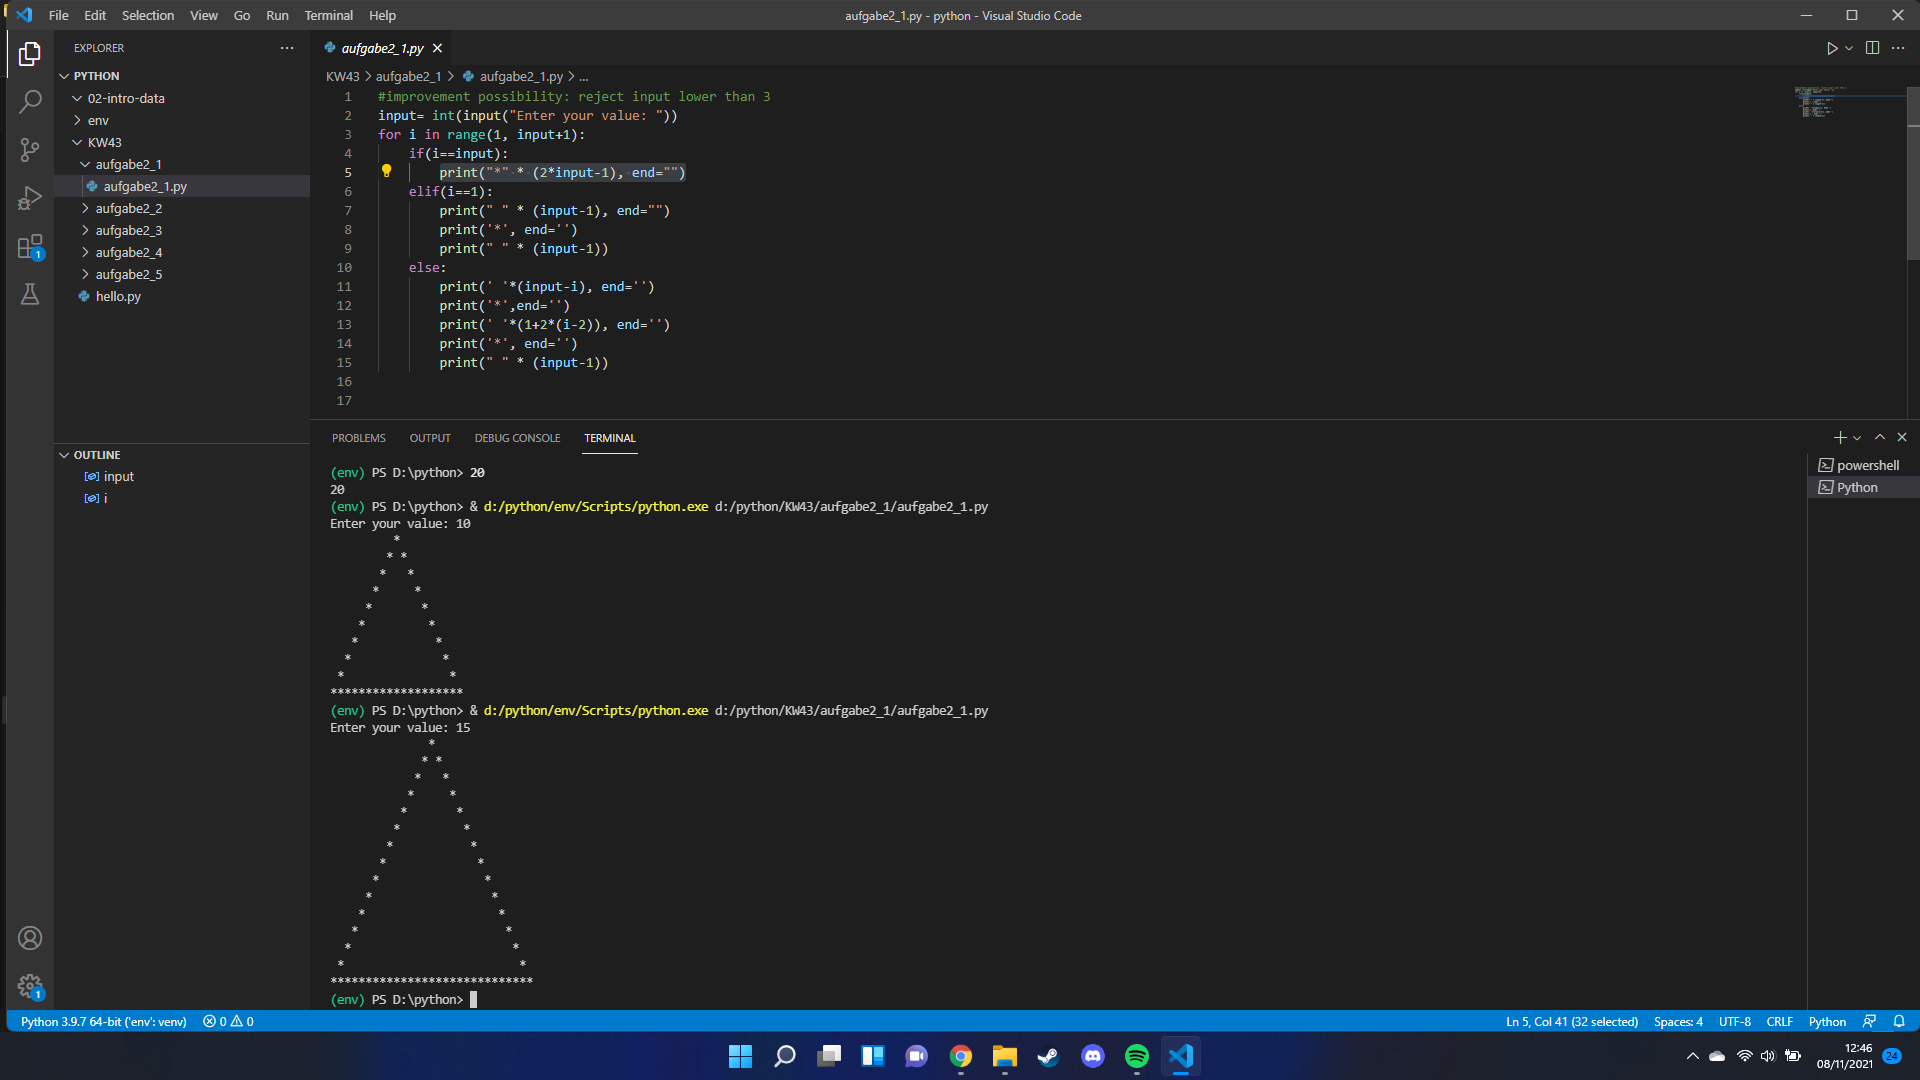 File Edit Selection View Go Run Terminal Help
aufgabe2_1.py - python - Visual Studio Code
EXPLORER
PYTHON
02-intro-data
env
KW43
aufgabe2_1
aufgabe2_1.py
aufgabe2_2
aufgabe2_3
aufgabe2_4
aufgabe2_5
hello.py
OUTLINE
input
i
aufgabe2_1.py
KW43 > aufgabe2_1 > aufgabe2_1.py > ...
1 #improvement possibility: reject input lower than 3
2 input= int(input("Enter your value: "))
3 for i in range(1, input+1):
4 if(i==input):
5 print("*" * (2*input-1), end="")
6 elif(i==1):
7 print(" " * (input-1), end="")
8 print('*', end='')
9 print(" " * (input-1))
10 else:
11 print(' '*(input-i), end='')
12 print('*',end='')
13 print(' '*(1+2*(i-2)), end='')
14 print('*', end='')
15 print(" " * (input-1))
16
17
PROBLEMS OUTPUT DEBUG CONSOLE TERMINAL
(env) PS D:\python> 20
20
(env) PS D:\python> & d:/python/env/Scripts/python.exe d:/python/KW43/aufgabe2_1/aufgabe2_1.py
Enter your value: 10
*
* *
*   *
*     *
*       *
*         *
*           *
*             *
*               *
*******************
(env) PS D:\python> & d:/python/env/Scripts/python.exe d:/python/KW43/aufgabe2_1/aufgabe2_1.py
Enter your value: 15
*
* *
*   *
*     *
*       *
*         *
*           *
*             *
*               *
*                 *
*                   *
*                     *
*                       *
*                         *
*****************************
(env) PS D:\python>
powershell
Python
Python 3.9.7 64-bit ('env': venv) 0 0
Ln 5, Col 41 (32 selected) Spaces: 4 UTF-8 CRLF Python
1
1
12:46
08/11/2021
24